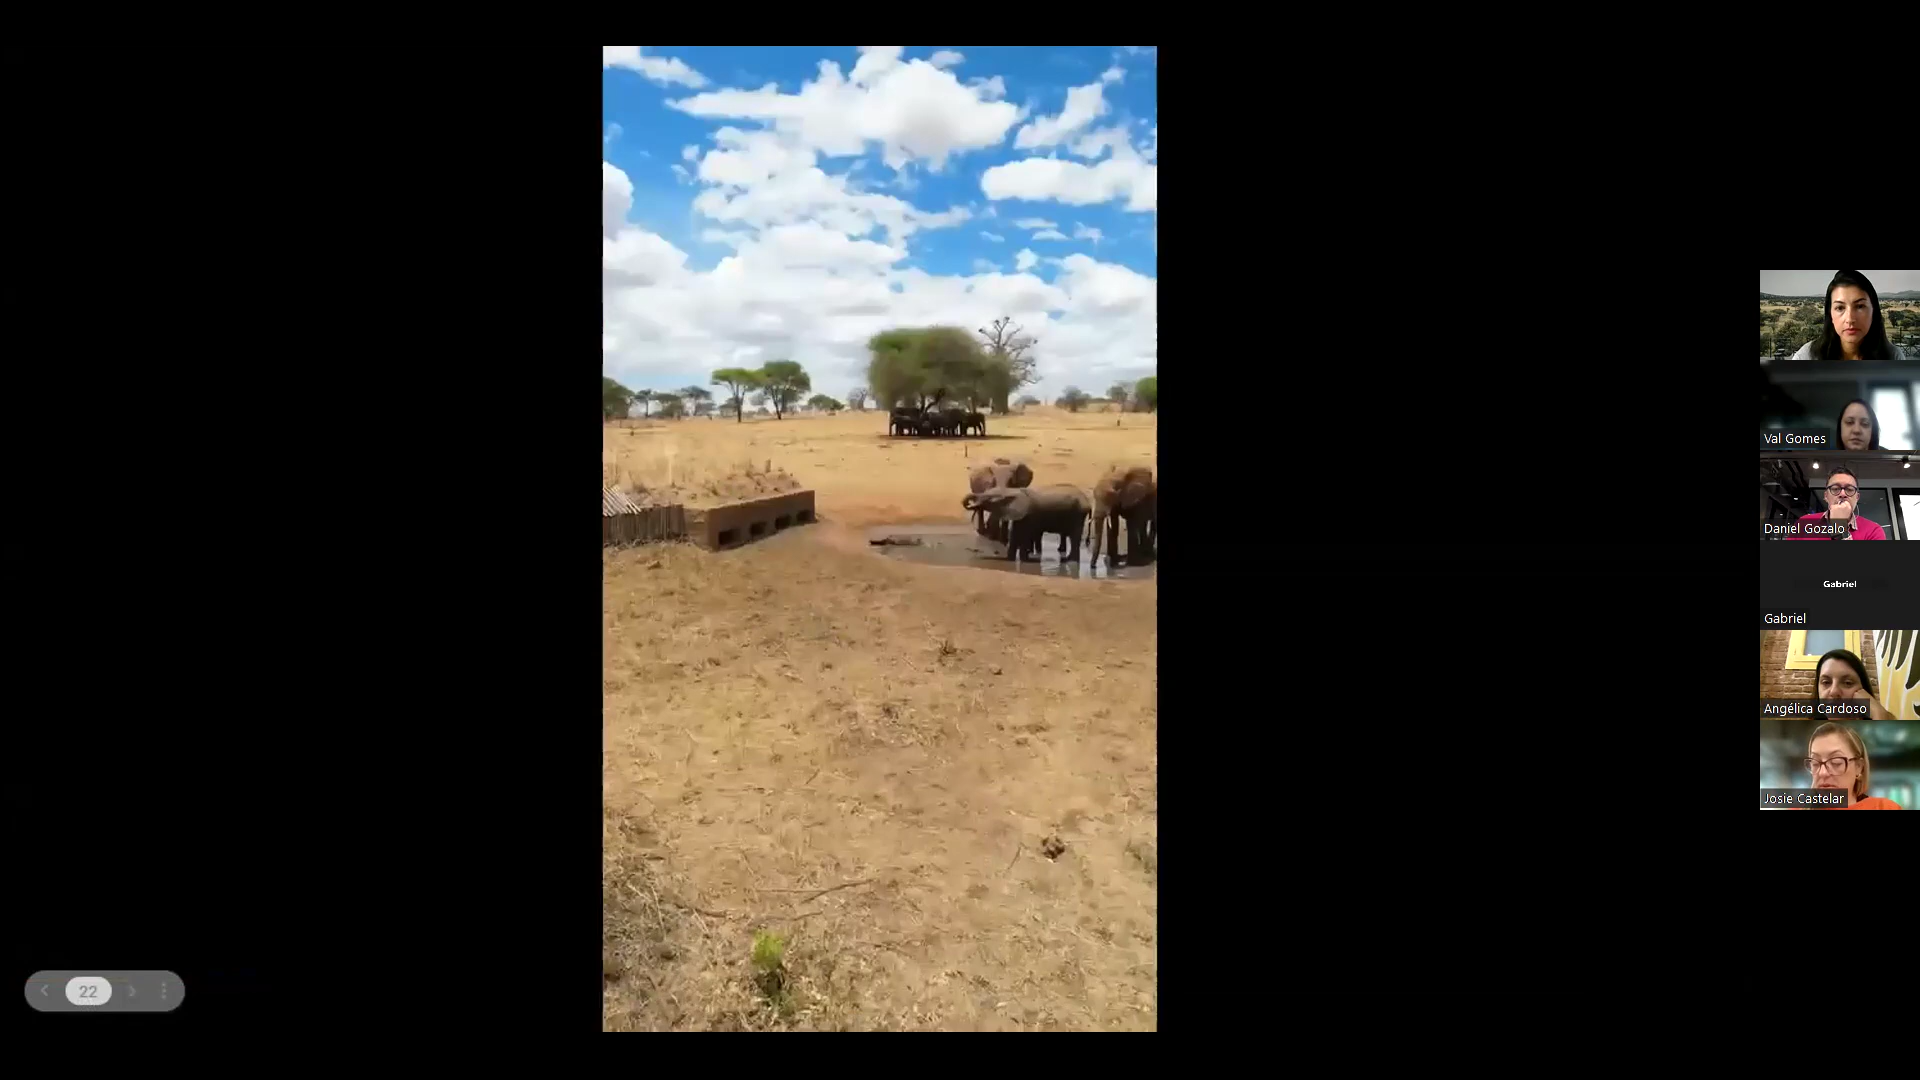 Val Gomes
Daniel Gozalo
Gabriel
Gabriel
Angélica Cardoso
Josie Castelar
22